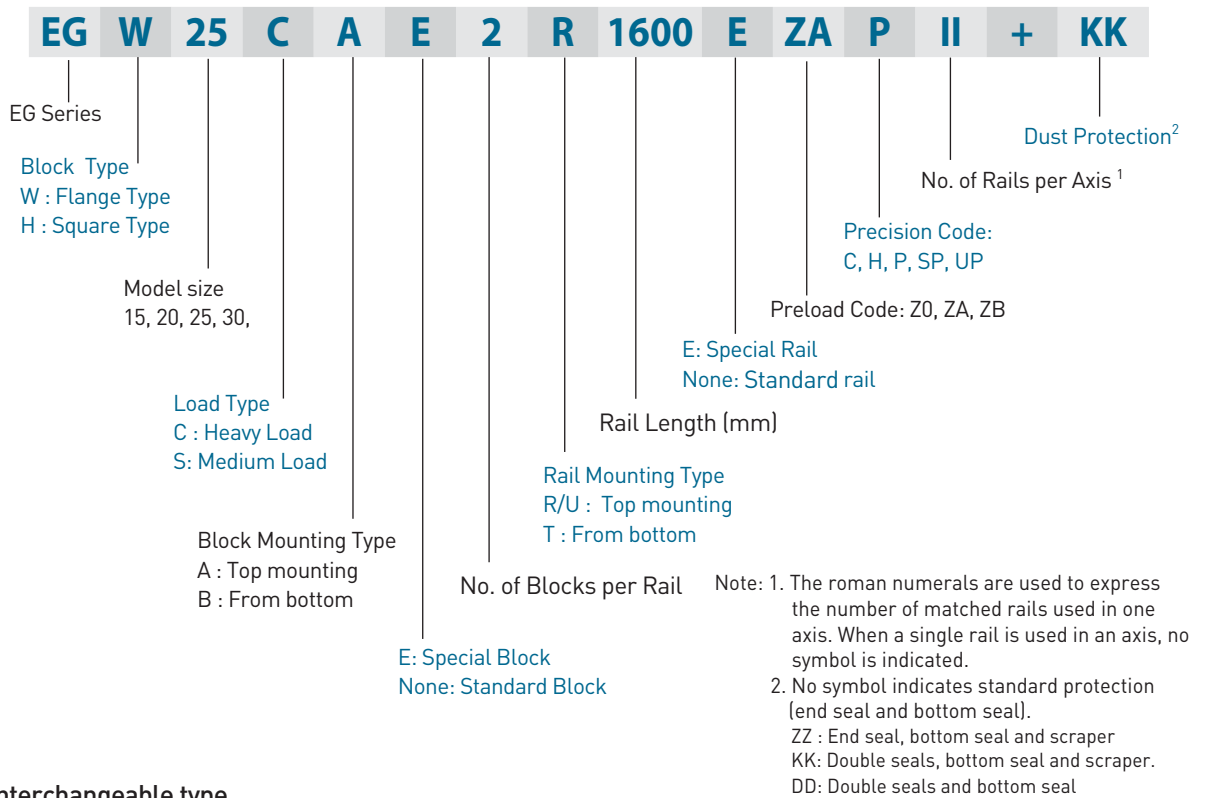 EG W 25 C A E 2 R 1600 E ZA P II + KK
EG Series
Block Type
W : Flange Type
H : Square Type
Model size
15, 20, 25, 30,
Load Type
C : Heavy Load
S: Medium Load
Block Mounting Type
A : Top mounting
B : From bottom
E: Special Block
None: Standard Block
No. of Blocks per Rail
Rail Mounting Type
R/U : Top mounting
T : From bottom
Rail Length (mm)
E: Special Rail
None: Standard rail
Preload Code: Z0, ZA, ZB
Precision Code:
C, H, P, SP, UP
No. of Rails per Axis 1
Dust Protection2
Note: 1. The roman numerals are used to express
the number of matched rails used in one
axis. When a single rail is used in an axis, no
symbol is indicated.
2. No symbol indicates standard protection
(end seal and bottom seal).
ZZ : End seal, bottom seal and scraper
KK: Double seals, bottom seal and scraper.
DD: Double seals and bottom seal
nterchangeable type